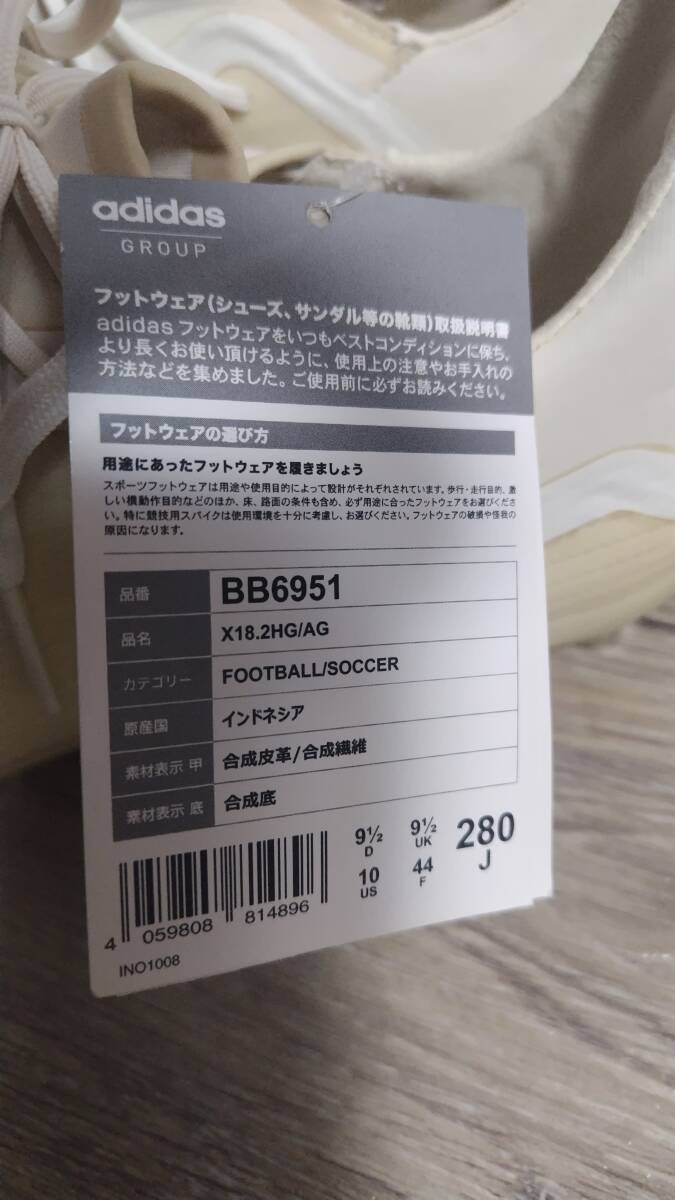 adidas
GROUP
フットウェア(シューズ、サンダル等の靴類)取扱説明書
adidas フットウェアをいつもベストコンディションに保ち、
より長くお使い頂けるように、使用上の注意やお手入れの
方法などを集めました。ご使用前に必ずお読みください。
フットウェアの選び方
用途にあったフットウェアを履きましょう
スポーツフットウェアは用途や使用目的によって設計がそれぞれされています。歩行・走行目的、激
しい横動作目的などのほか、床、路面の条件も含め、必ず用途に合ったフットウェアをお選びくださ
い。特に競技用スパイクは使用環境を十分に考慮し、お選びください。フットウェアの破損や怪我の
原因になります。
品番 BB6951
品名 X18.2HG/AG
カテゴリー FOOTBALL/SOCCER
原産国 インドネシア
素材表示 甲 合成皮革/合成繊維
素材表示 底 合成底
9½ 9½ 280
D UK J
10 44
US F
4 059808 814896
INO1008